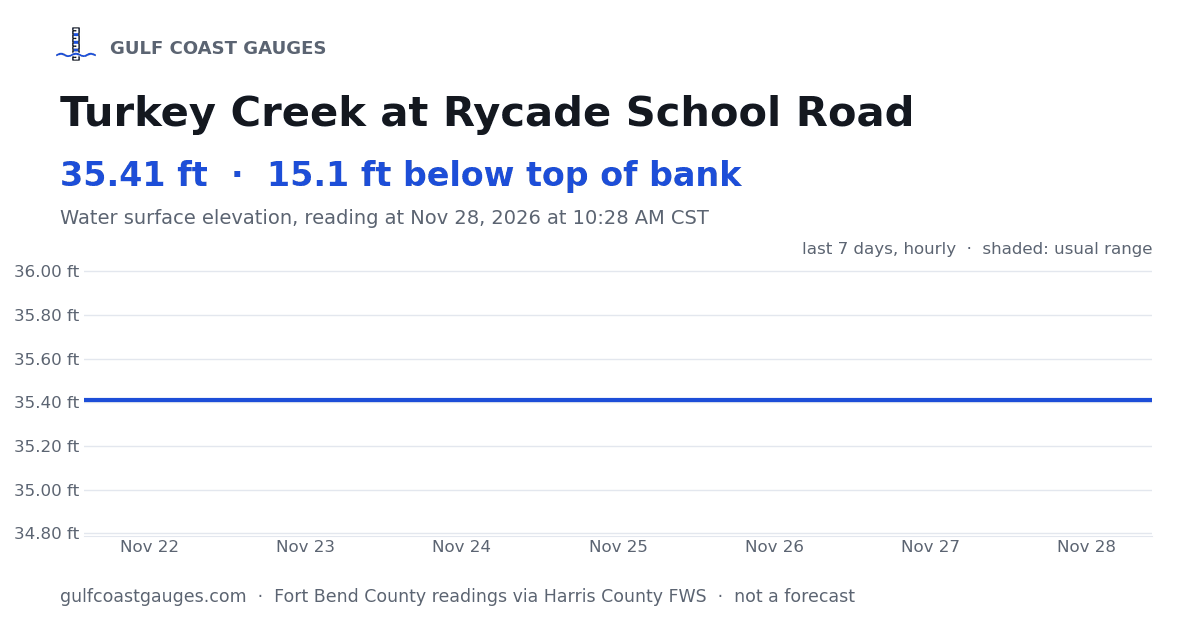 GULF COAST GAUGES
Turkey Creek at Rycade School Road
35.41 ft · 15.1 ft below top of bank
Water surface elevation, reading at Nov 28, 2026 at 10:28 AM CST
last 7 days, hourly · shaded: usual range
36.00 ft
35.80 ft
35.60 ft
35.40 ft
35.20 ft
35.00 ft
34.80 ft
Nov 22 Nov 23 Nov 24 Nov 25 Nov 26 Nov 27 Nov 28
gulfcoastgauges.com · Fort Bend County readings via Harris County FWS · not a forecast